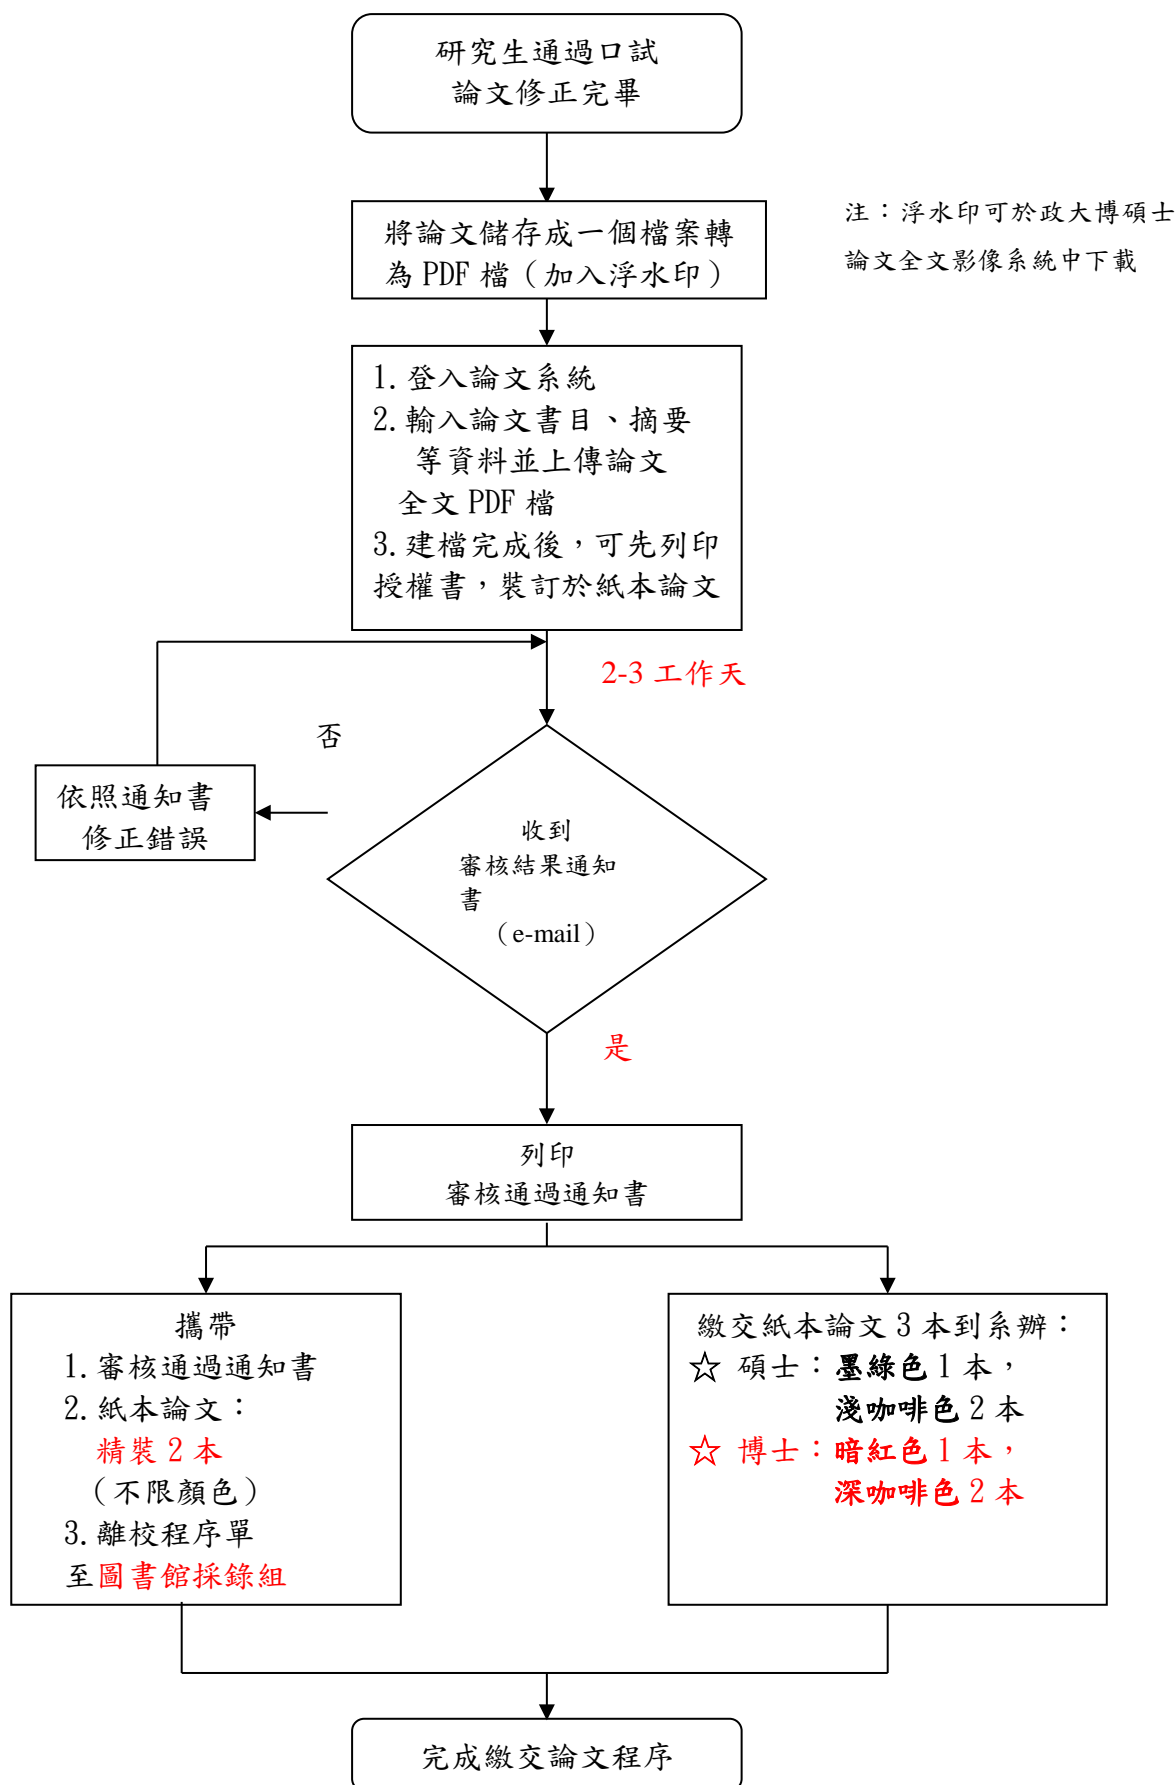 研究生通過口試
論文修正完畢
將論文儲存成一個檔案轉
為 PDF 檔（加入浮水印）
注：浮水印可於政大博碩士
論文全文影像系統中下載
1.登入論文系統
2.輸入論文書目、摘要
等資料並上傳論文
全文 PDF 檔
3.建檔完成後，可先列印
授權書，裝訂於紙本論文
2-3 工作天
否
依照通知書
修正錯誤
收到
審核結果通知
書
（e-mail）
是
列印
審核通過通知書
攜帶
1.審核通過通知書
2.紙本論文：
精裝 2 本
（不限顏色）
3.離校程序單
至圖書館採錄組
繳交紙本論文 3 本到系辦：
☆ 碩士：墨綠色 1 本，
淺咖啡色 2 本
☆ 博士：暗紅色 1 本，
深咖啡色 2 本
完成繳交論文程序